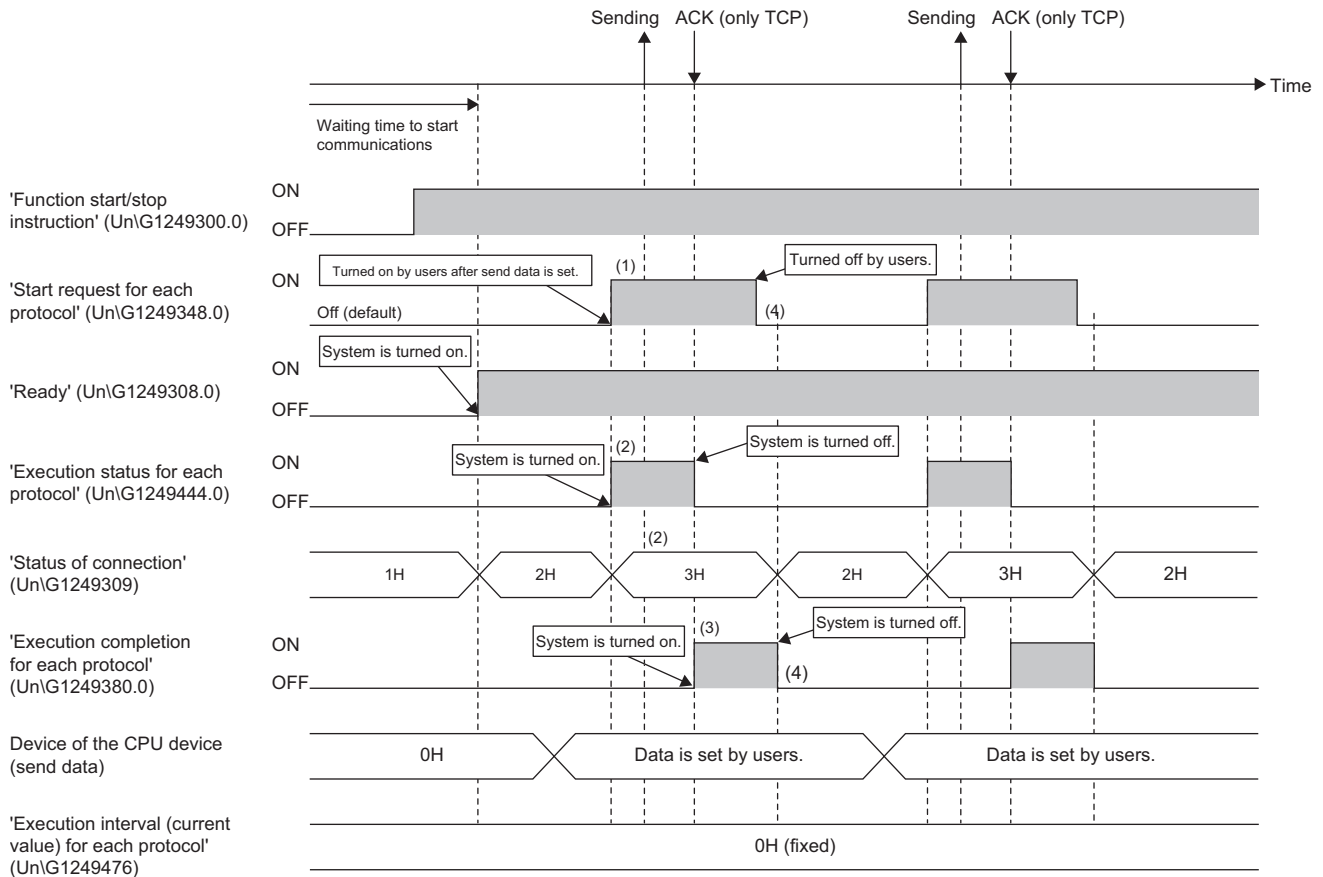 Sending ACK (only TCP) Sending ACK (only TCP)
Time
Waiting time to start
communications
'Function start/stop
instruction' (Un\G1249300.0)
ON
OFF
'Start request for each
protocol' (Un\G1249348.0)
ON
Turned on by users after send data is set.
Off (default)
(1)
Turned off by users.
(4)
System is turned on.
'Ready' (Un\G1249308.0)
ON
OFF
'Execution status for each
protocol' (Un\G1249444.0)
ON
OFF
System is turned on.
(2)
System is turned off.
'Status of connection'
(Un\G1249309)
(2)
1H 2H 3H 2H 3H 2H
'Execution completion
for each protocol'
(Un\G1249380.0)
ON
OFF
System is turned on.
(3)
System is turned off.
(4)
Device of the CPU device
(send data)
0H Data is set by users. Data is set by users.
'Execution interval (current
value) for each protocol'
(Un\G1249476)
0H (fixed)